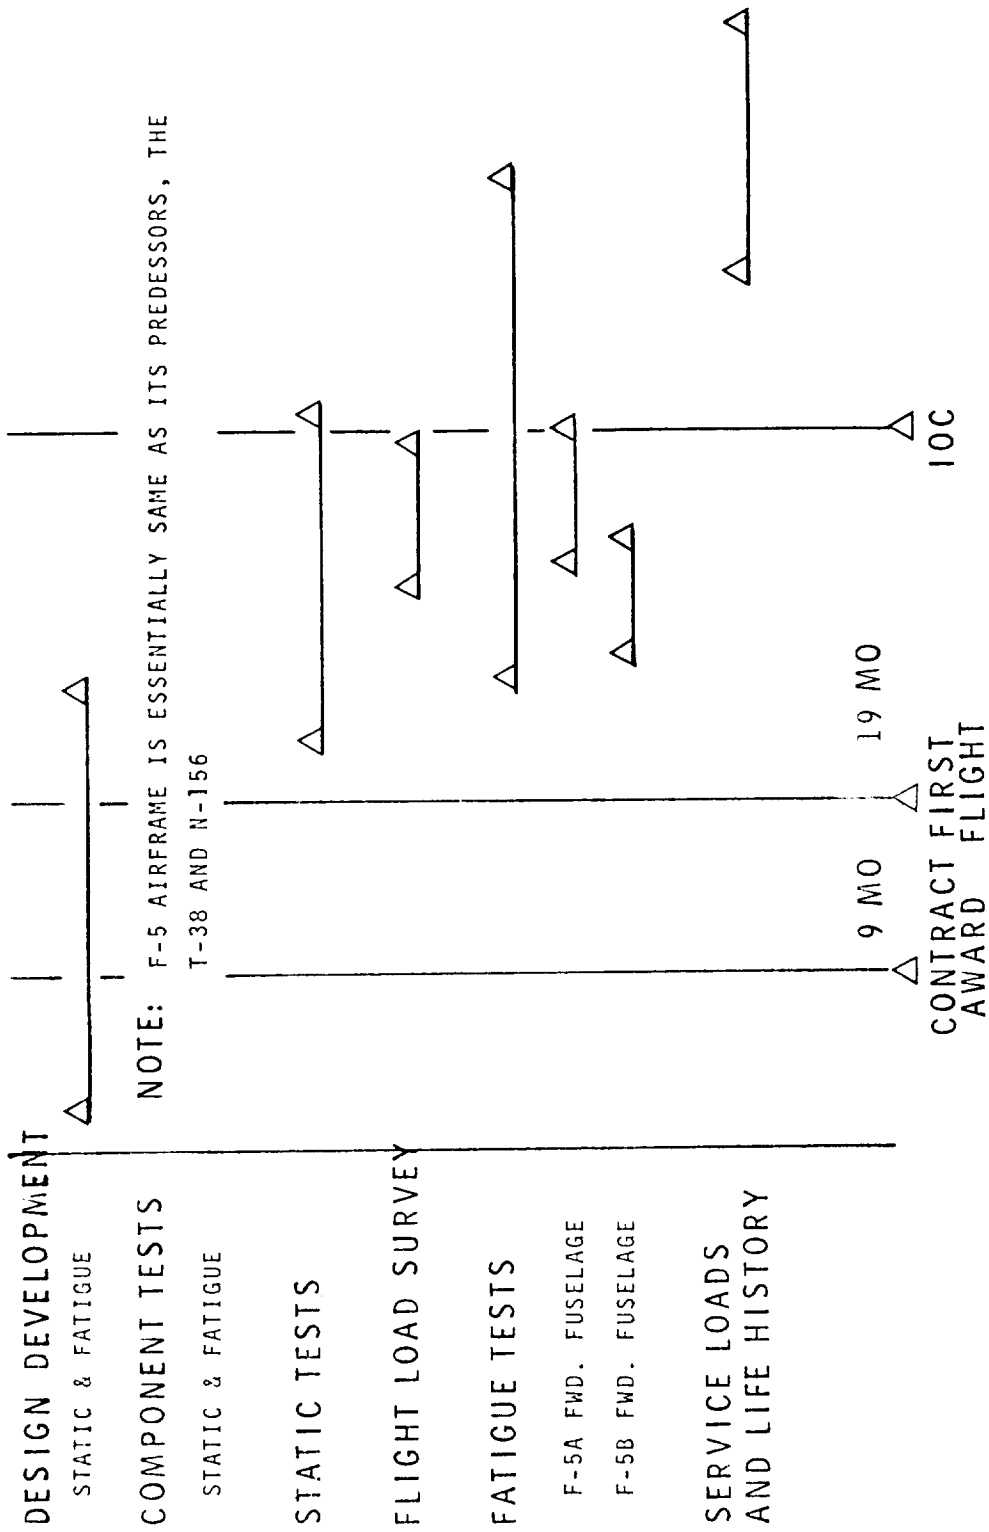 DESIGN DEVELOPMENT
STATIC & FATIGUE
COMPONENT TESTS
NOTE: F-5 AIRFRAME IS ESSENTIALLY SAME AS ITS PREDESSORS, THE
T-38 AND N-156
STATIC & FATIGUE
STATIC TESTS
FLIGHT LOAD SURVEY
FATIGUE TESTS
F-5A FWD. FUSELAGE
F-5B FWD. FUSELAGE
SERVICE LOADS
AND LIFE HISTORY
9 MO
19 MO
CONTRACT
AWARD
FIRST
FLIGHT
IOC